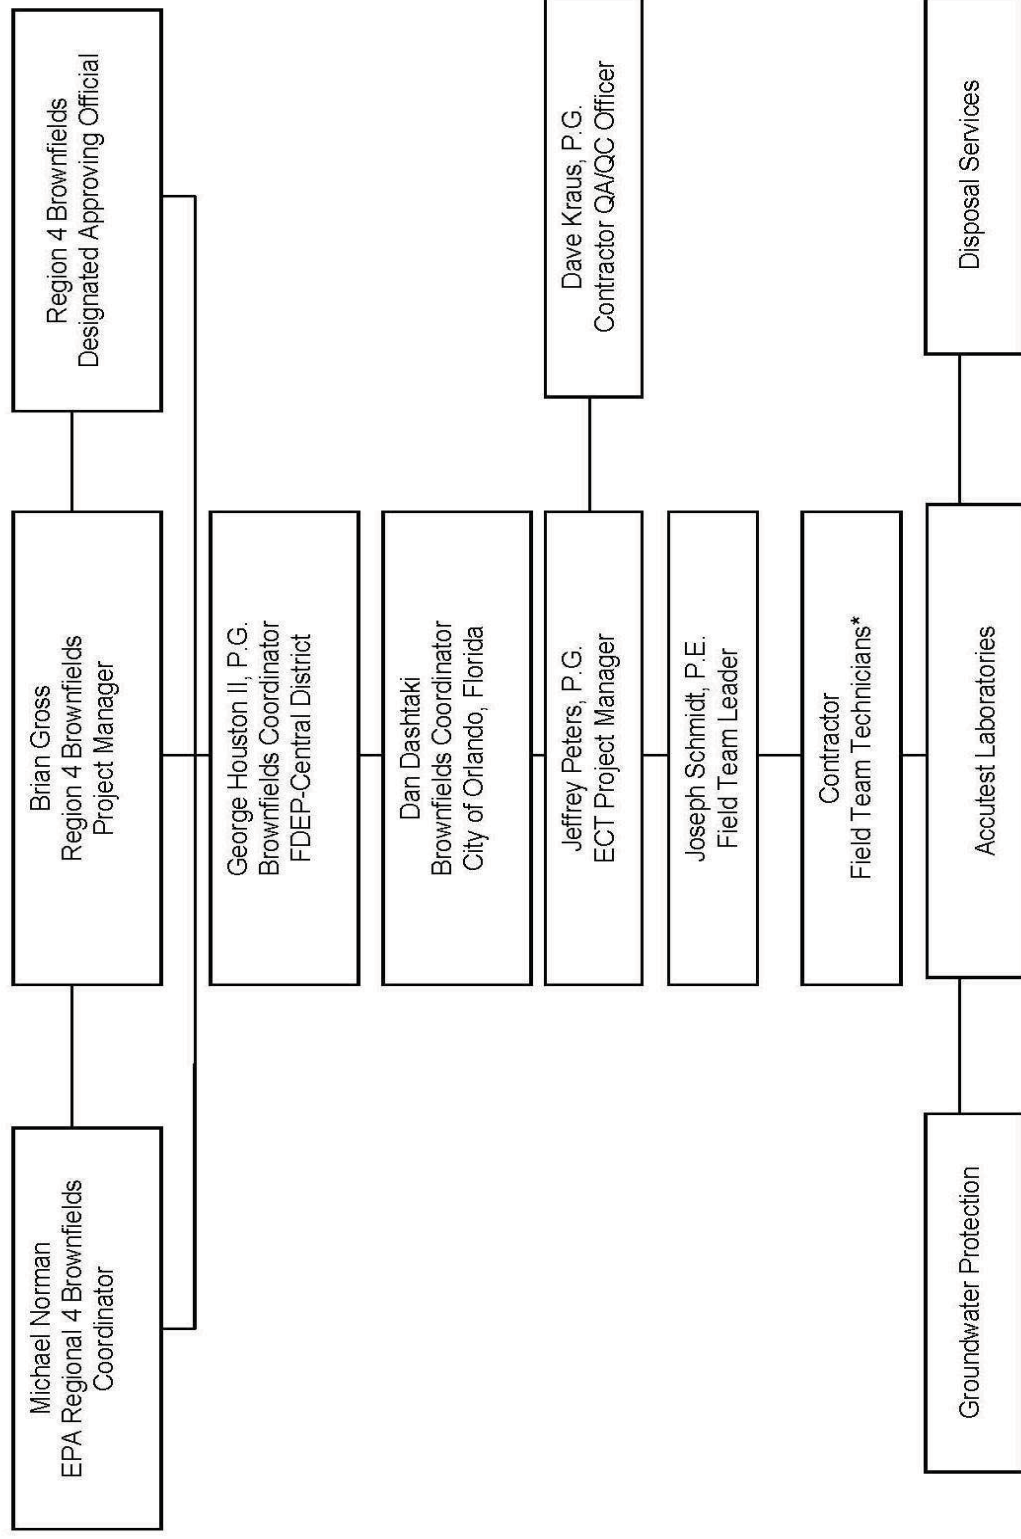 Michael Norman
EPA Regional 4 Brownfields
Coordinator
Brian Gross
Region 4 Brownfields
Project Manager
Region 4 Brownfields
Designated Approving Official
George Houston II, P.G.
Brownfields Coordinator
FDEP-Central District
Dan Dashtaki
Brownfields Coordinator
City of Orlando, Florida
Jeffrey Peters, P.G.
ECT Project Manager
Dave Kraus, P.G.
Contractor QA/QC Officer
Joseph Schmidt, P.E.
Field Team Leader
Contractor
Field Team Technicians*
Groundwater Protection
Accutest Laboratories
Disposal Services